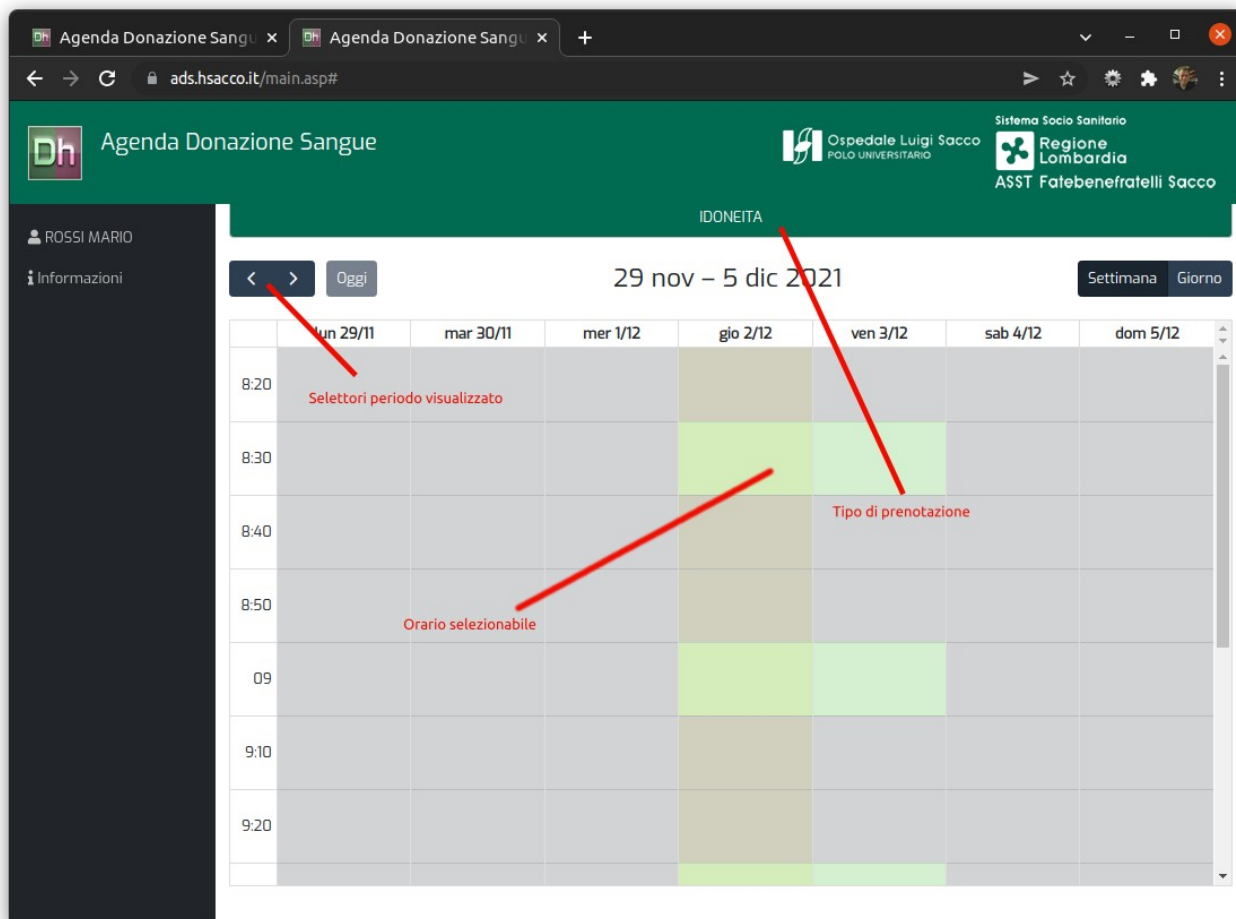 Agenda Donazione Sangu
Agenda Donazione Sangu
ads.hsacco.it/main.asp#
Dh
Agenda Donazione Sangue
Ospedale Luigi Sacco
POLO UNIVERSITARIO
Sistema Socio Sanitario
Regione
Lombardia
ASST Fatebenefratelli Sacco
ROSSI MARIO
Informazioni
IDONEITA
Oggi
29 nov – 5 dic 2021
Settimana Giorno
lun 29/11 mar 30/11 mer 1/12 gio 2/12 ven 3/12 sab 4/12 dom 5/12
8:20
Selettori periodo visualizzato
8:30
Tipo di prenotazione
8:40
8:50
Orario selezionabile
09
9:10
9:20